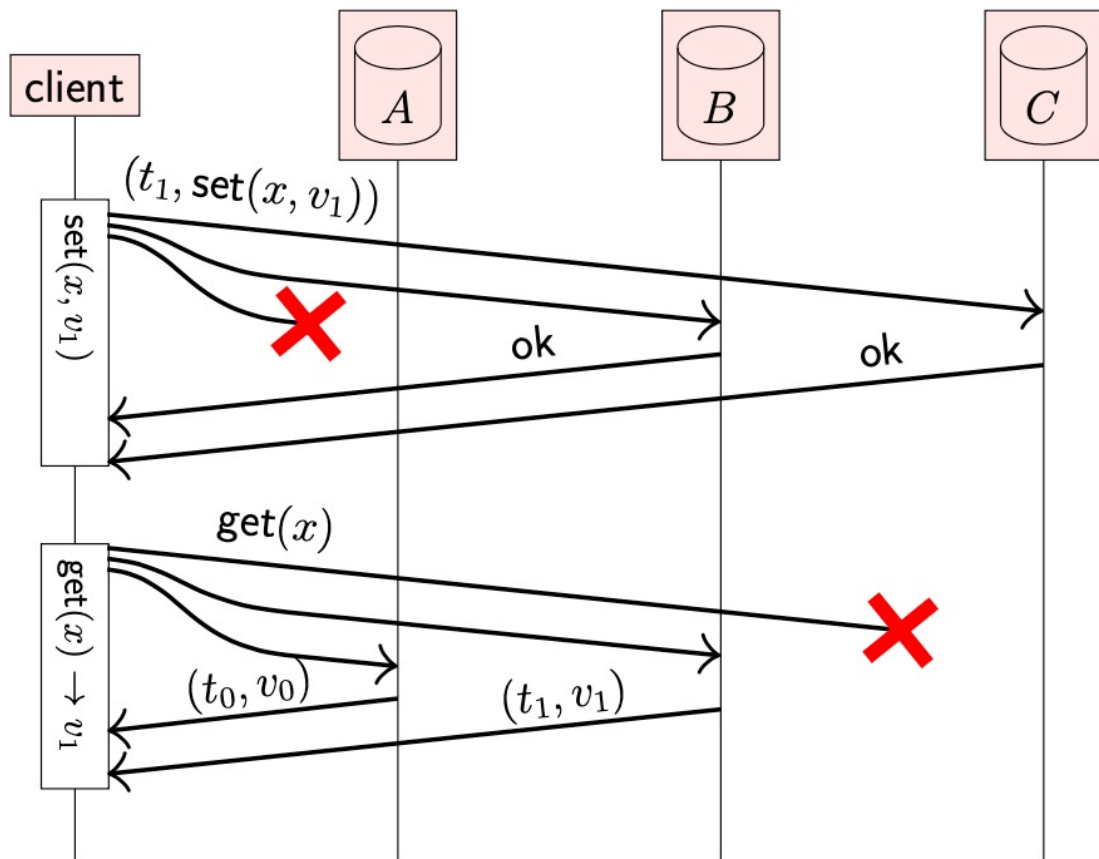 client
A
B
C
(t₁, set(x, v₁))
set(x, v₁)
ok
ok
get(x)
get(x) → v₁
(t₀, v₀)
(t₁, v₁)